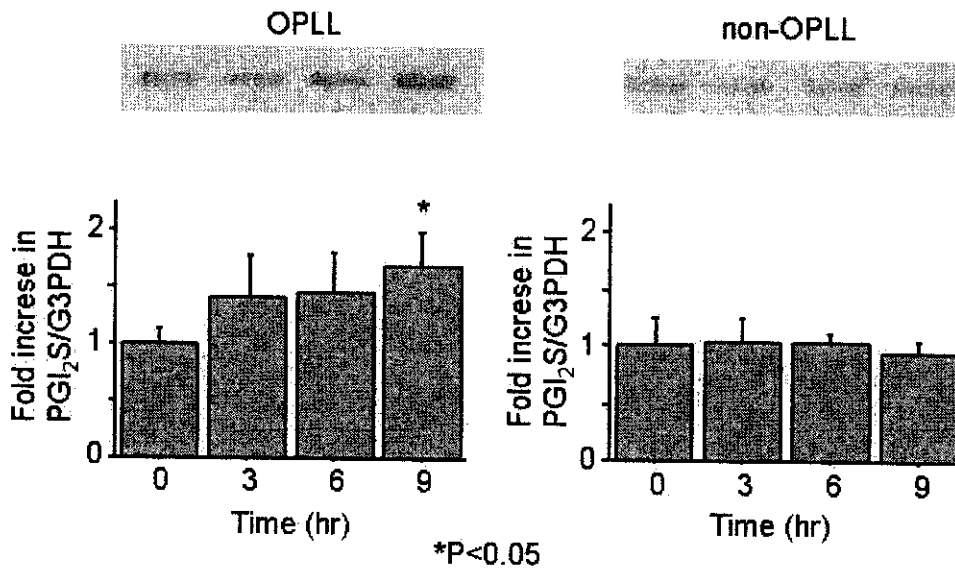 OPLL
non-OPLL
Fold increse in
PGI₂S/G3PDH
2
1
0
0 3 6 9
Time (hr)
*
Fold increse in
PGI₂S/G3PDH
2
1
0
0 3 6 9
Time (hr)
*P<0.05